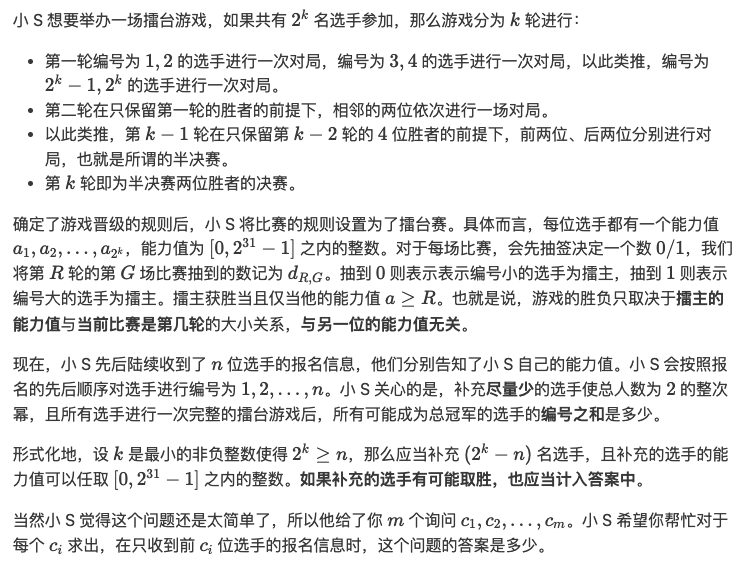 小 S 想要举办一场擂台游戏，如果共有 2^k 名选手参加，那么游戏分为 k 轮进行：
• 第一轮编号为 1, 2 的选手进行一次对局，编号为 3, 4 的选手进行一次对局，以此类推，编号为
2^k − 1, 2^k 的选手进行一次对局。
• 第二轮在只保留第一轮的胜者的前提下，相邻的两位依次进行一场对局。
• 以此类推，第 k − 1 轮在只保留第 k − 2 轮的 4 位胜者的前提下，前两位、后两位分别进行对
局，也就是所谓的半决赛。
• 第 k 轮即为半决赛两位胜者的决赛。
确定了游戏晋级的规则后，小 S 将比赛的规则设置为了擂台赛。具体而言，每位选手都有一个能力值
a_1, a_2, . . . , a_{2^k}，能力值为 [0, 2^{31} − 1] 之内的整数。对于每场比赛，会先抽签决定一个数 0/1，我们
将第 R 轮的第 G 场比赛抽到的数记为 d_{R,G}。抽到 0 则表示表示编号小的选手为擂主，抽到 1 则表示
编号大的选手为擂主。擂主获胜当且仅当他的能力值 a ≥ R。也就是说，游戏的胜负只取决于擂主的
能力值与当前比赛是第几轮的大小关系，与另一位的能力值无关。
现在，小 S 先后陆续收到了 n 位选手的报名信息，他们分别告知了小 S 自己的能力值。小 S 会按照报
名的先后顺序对选手进行编号为 1, 2, . . . , n。小 S 关心的是，补充尽量少的选手使总人数为 2 的整次
幂，且所有选手进行一次完整的擂台游戏后，所有可能成为总冠军的选手的编号之和是多少。
形式化地，设 k 是最小的非负整数使得 2^k ≥ n，那么应当补充 (2^k − n) 名选手，且补充的选手的能
力值可以任取 [0, 2^{31} − 1] 之内的整数。如果补充的选手有可能取胜，也应当计入答案中。
当然小 S 觉得这个问题还是太简单了，所以他给了你 m 个询问 c_1, c_2, . . . , c_m。小 S 希望你帮忙对于
每个 c_i 求出，在只收到前 c_i 位选手的报名信息时，这个问题的答案是多少。